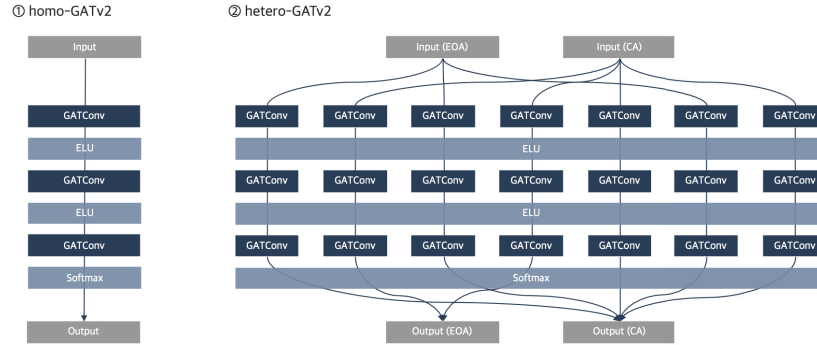 ① homo-GATv2
② hetero-GATv2
Input
Input (EOA)
Input (CA)
GATConv
GATConv
GATConv
GATConv
GATConv
GATConv
GATConv
GATConv
ELU
ELU
GATConv
GATConv
GATConv
GATConv
GATConv
GATConv
GATConv
GATConv
ELU
ELU
GATConv
GATConv
GATConv
GATConv
GATConv
GATConv
GATConv
GATConv
Softmax
Softmax
Output
Output (EOA)
Output (CA)